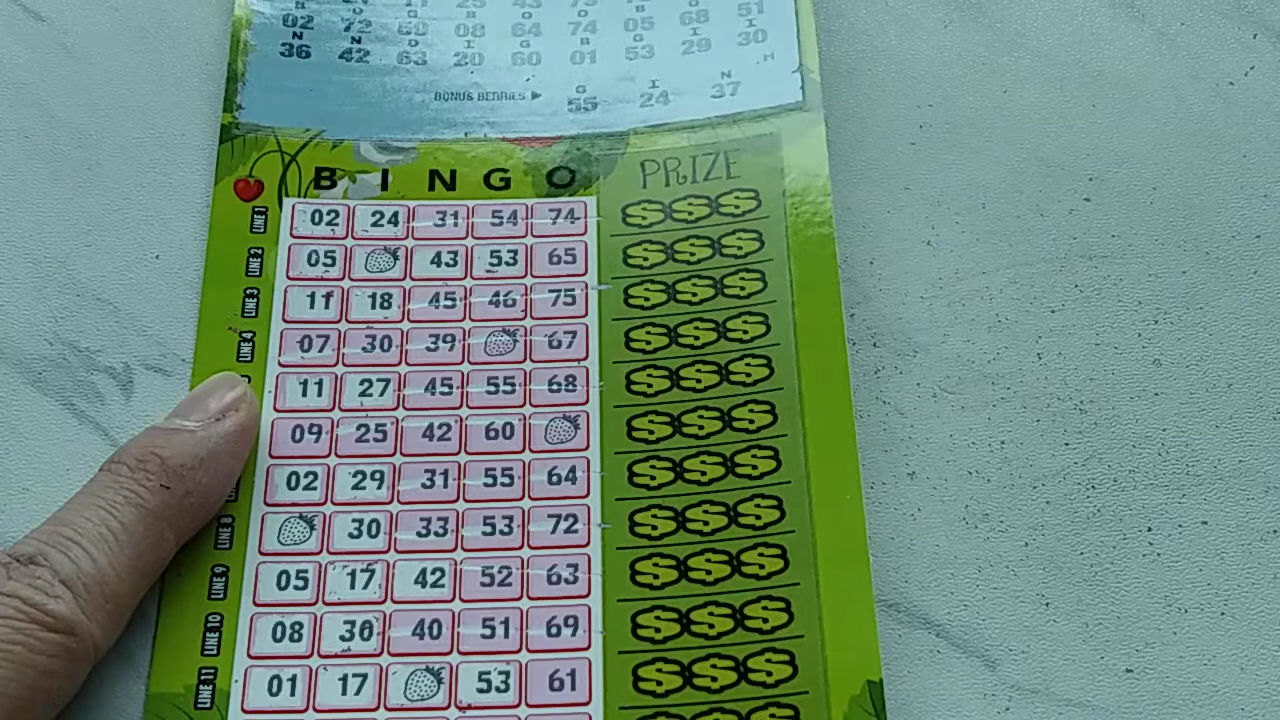 B O G B O O B O
02 72 60 08 64 74 05 68 51
N N O I G B G I I
36 42 63 20 60 01 53 29 30
G I N
BONUS BERRIES 55 24 37
B I N G O PRIZE
LINE 1 02 24 31 54 74 $$$
LINE 2 05 43 53 65 $$$
LINE 3 11 18 45 46 75 $$$
LINE 4 07 30 39 67 $$$
11 27 45 55 68 $$$
09 25 42 60 $$$
02 29 31 55 64 $$$
LINE 8 30 33 53 72 $$$
LINE 9 05 17 42 52 63 $$$
LINE 10 08 30 40 51 69 $$$
LINE 11 01 17 53 61 $$$